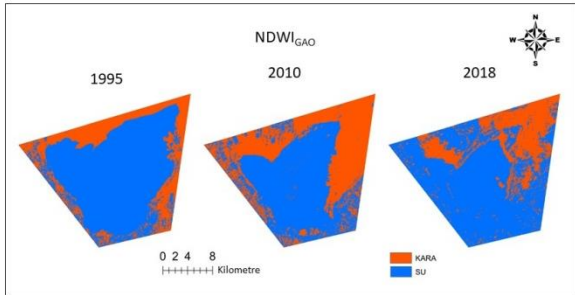 NDWIGAO
N
W E
S
1995
2010
2018
0 2 4 8
Kilometre
KARA
SU